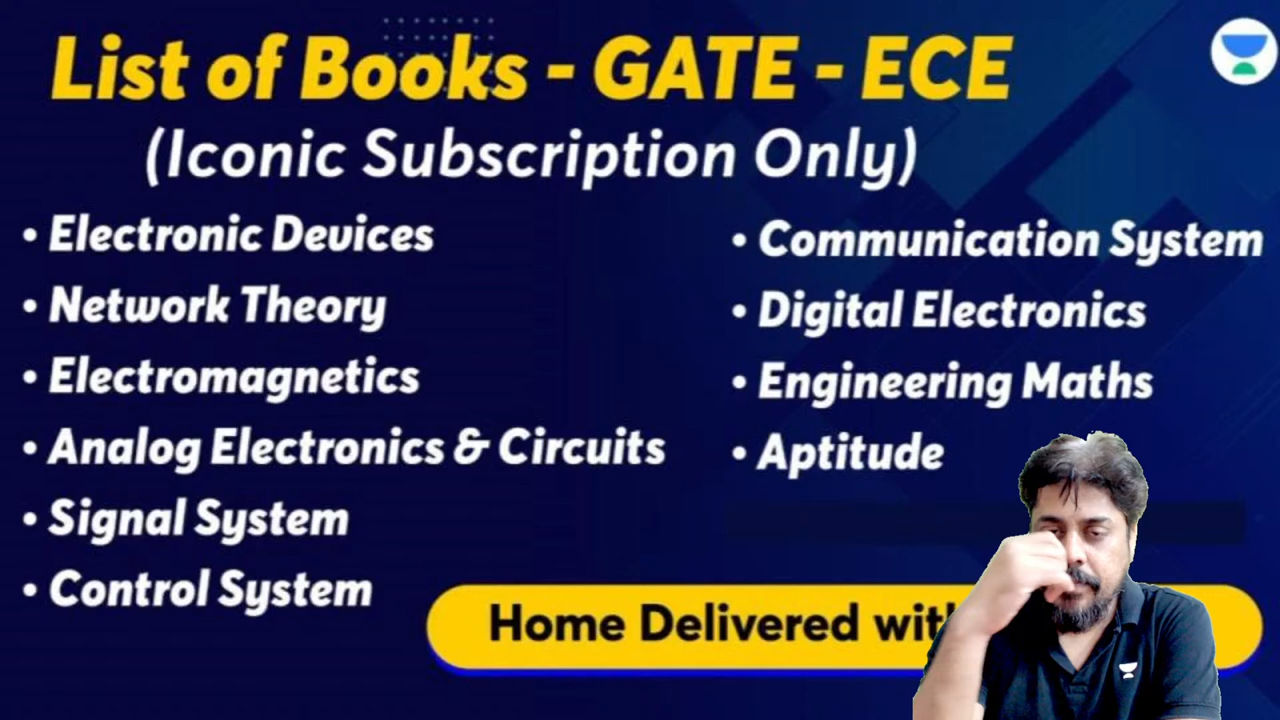 List of Books - GATE - ECE
(Iconic Subscription Only)
• Electronic Devices
• Network Theory
• Electromagnetics
• Analog Electronics & Circuits
• Signal System
• Control System
• Communication System
• Digital Electronics
• Engineering Maths
• Aptitude
Home Delivered